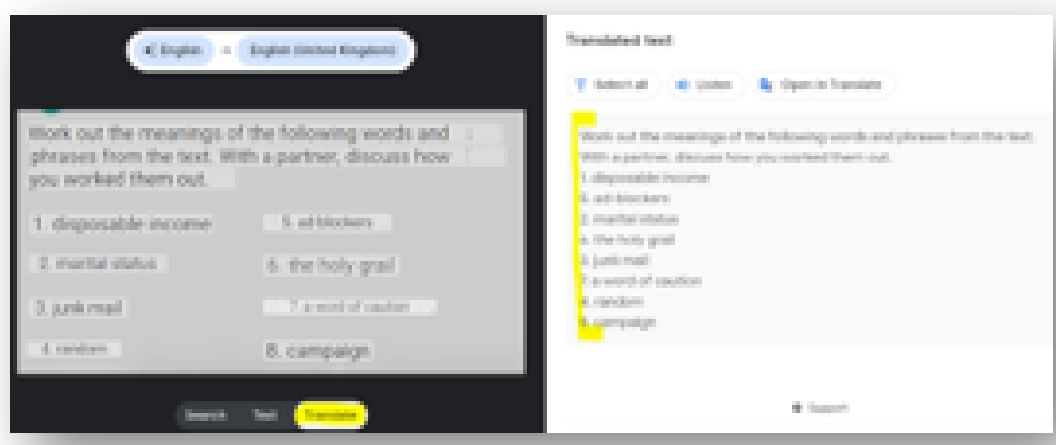 English
English (United Kingdom)
Work out the meanings of the following words and
phrases from the text. With a partner, discuss how
you worked them out.
1. disposable income
5. ad blockers
2. marital status
6. the holy grail
3. junk mail
7. a word of caution
4. random
8. campaign
Search
Text
Translate
Translated text
Select all
Listen
Open in Translate
Work out the meanings of the following words and phrases from the text.
With a partner, discuss how you worked them out.
1. disposable income
ad blockers
2. marital status
6. the holy grail
3. junk mail
7. a word of caution
4. random
8. campaign
Support